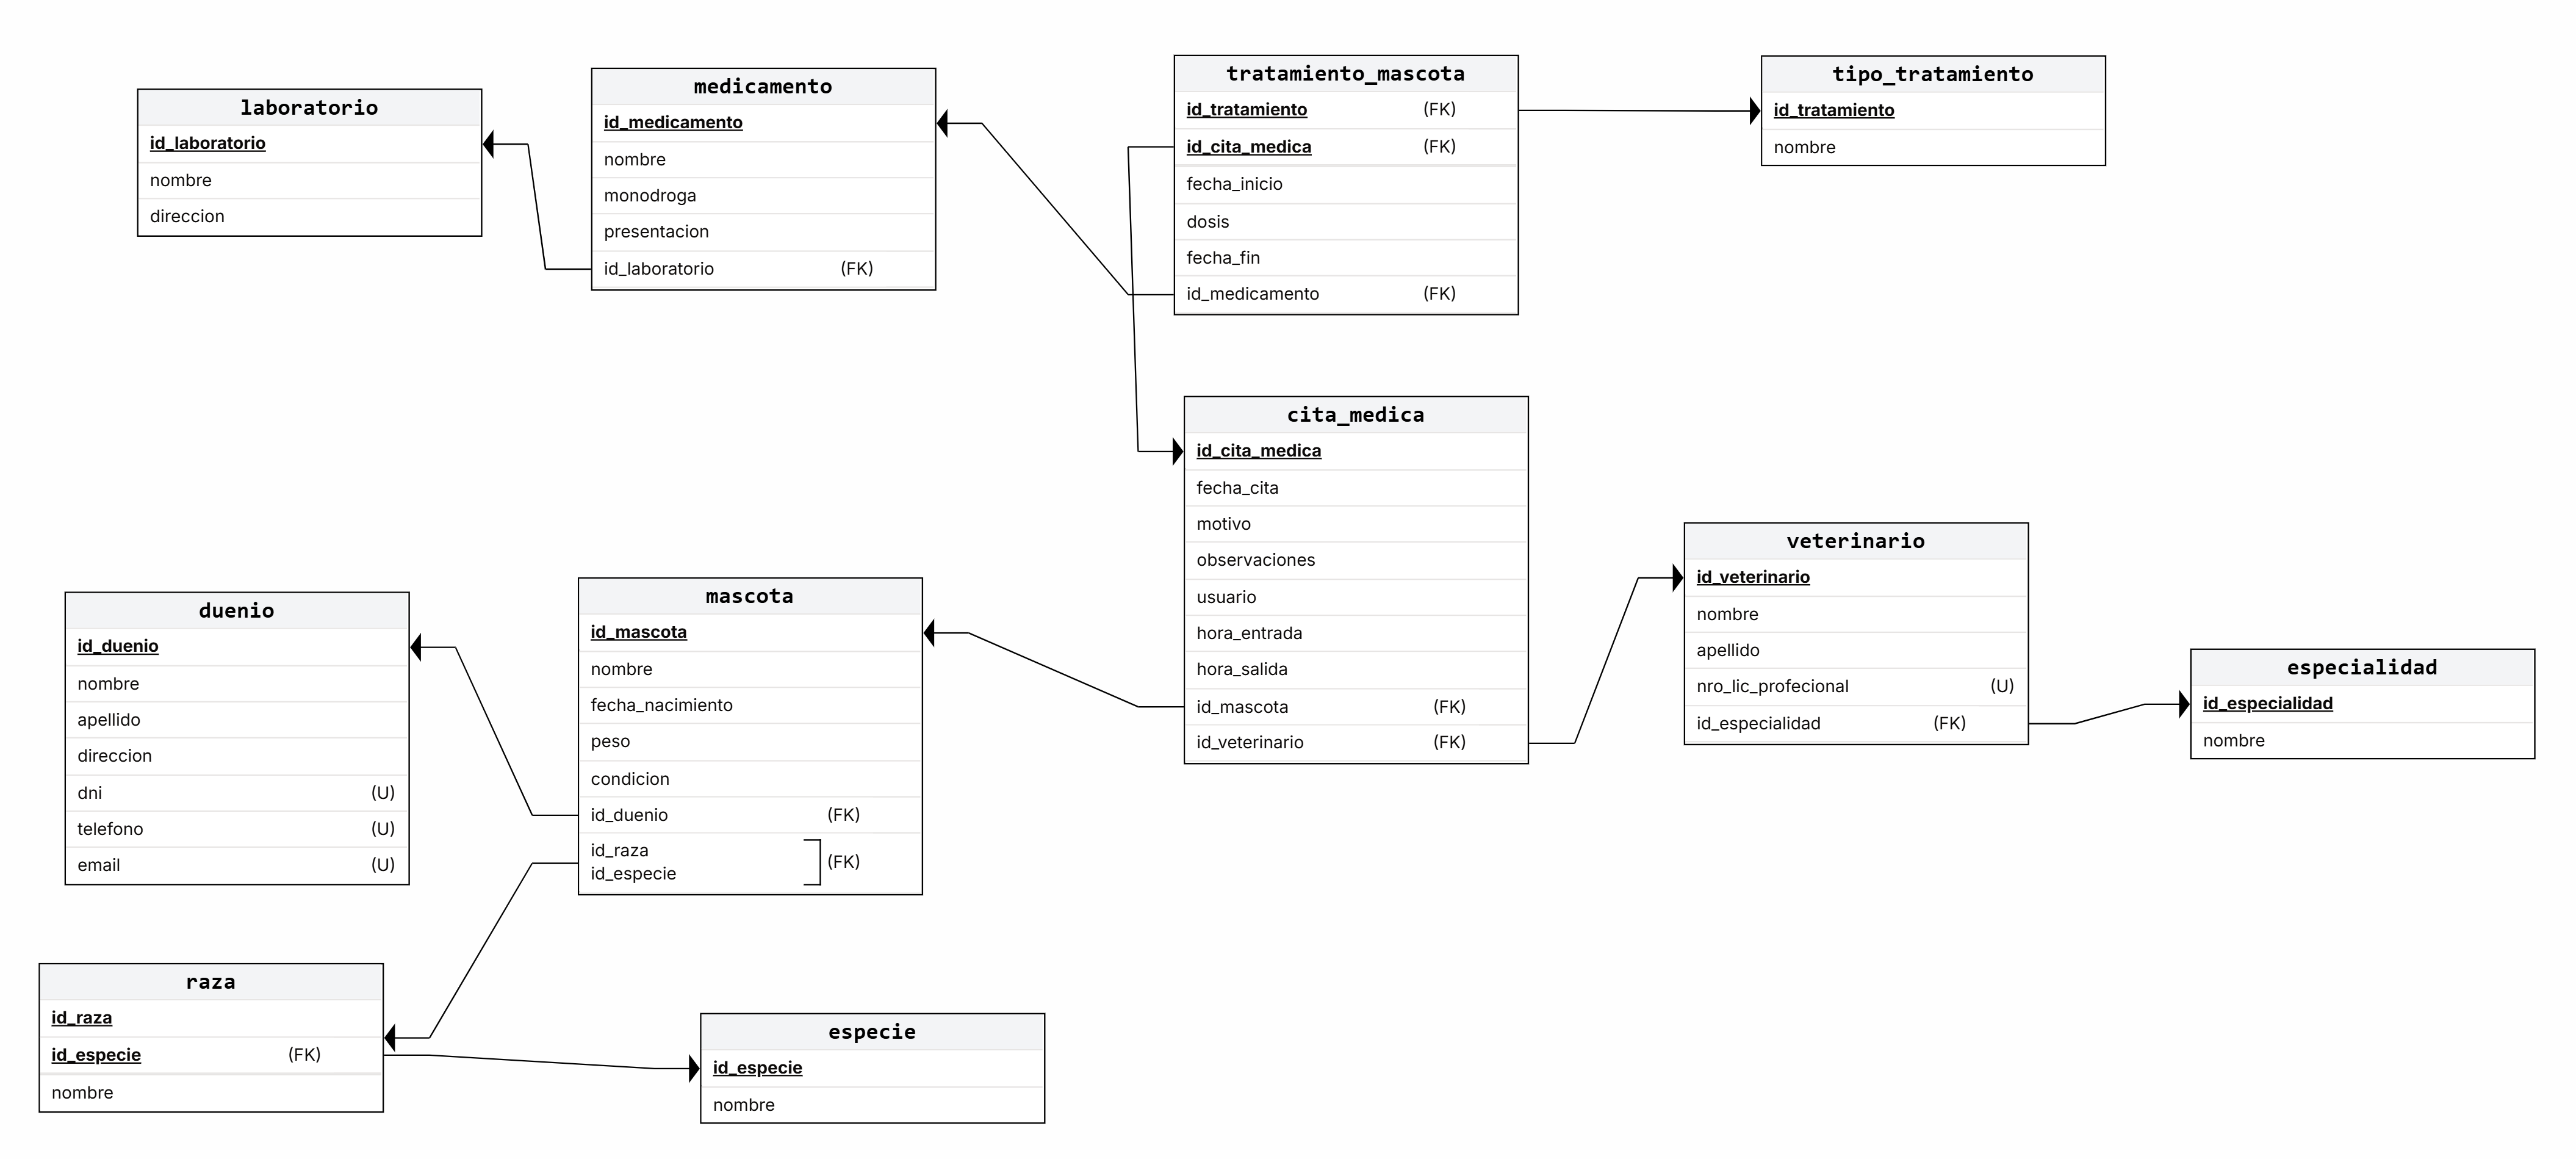 laboratorio
id_laboratorio
nombre
direccion
medicamento
id_medicamento
nombre
monodroga
presentacion
id_laboratorio (FK)
tratamiento_mascota
id_tratamiento (FK)
id_cita_medica (FK)
fecha_inicio
dosis
fecha_fin
id_medicamento (FK)
tipo_tratamiento
id_tratamiento
nombre
cita_medica
id_cita_medica
fecha_cita
motivo
observaciones
usuario
hora_entrada
hora_salida
id_mascota (FK)
id_veterinario (FK)
veterinario
id_veterinario
nombre
apellido
nro_lic_profecional (U)
id_especialidad (FK)
especialidad
id_especialidad
nombre
duenio
id_duenio
nombre
apellido
direccion
dni (U)
telefono (U)
email (U)
mascota
id_mascota
nombre
fecha_nacimiento
peso
condicion
id_duenio (FK)
id_raza
id_especie (FK)
raza
id_raza
id_especie (FK)
nombre
especie
id_especie
nombre